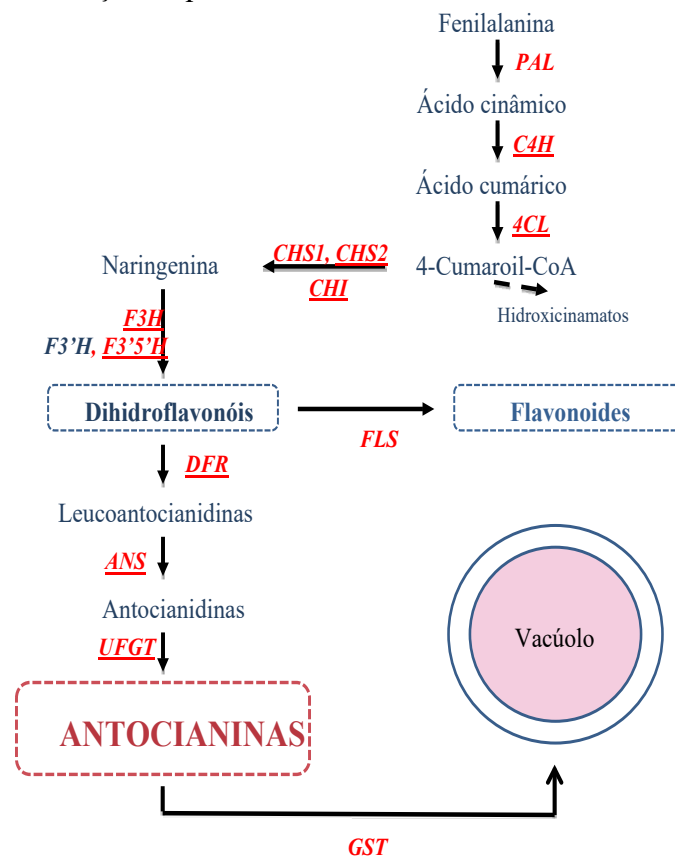 Fenilalanina
PAL
Ácido cinâmico
C4H
Ácido cumárico
4CL
4-Cumaroil-CoA
Hidroxicinamatos
CHS1, CHS2
CHI
Naringenina
F3H
F3'H, F3'5'H
Dihidroflavonóis
FLS
Flavonoides
DFR
Leucoantocianidinas
ANS
Antocianidinas
UFGT
ANTOCIANINAS
Vacúolo
GST